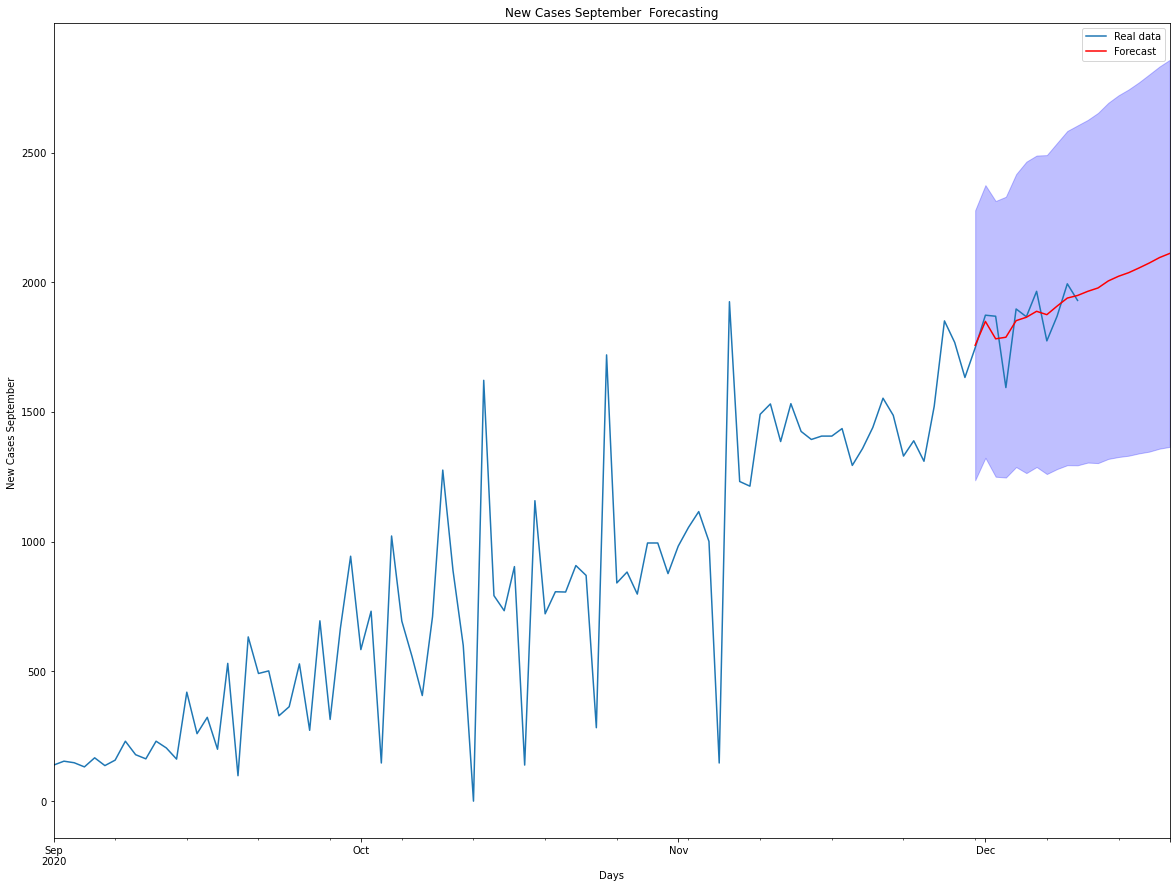 New Cases September  Forecasting
Real data
Forecast
New Cases September
2500
2000
1500
1000
500
0
Sep
2020
Oct
Nov
Dec
Days